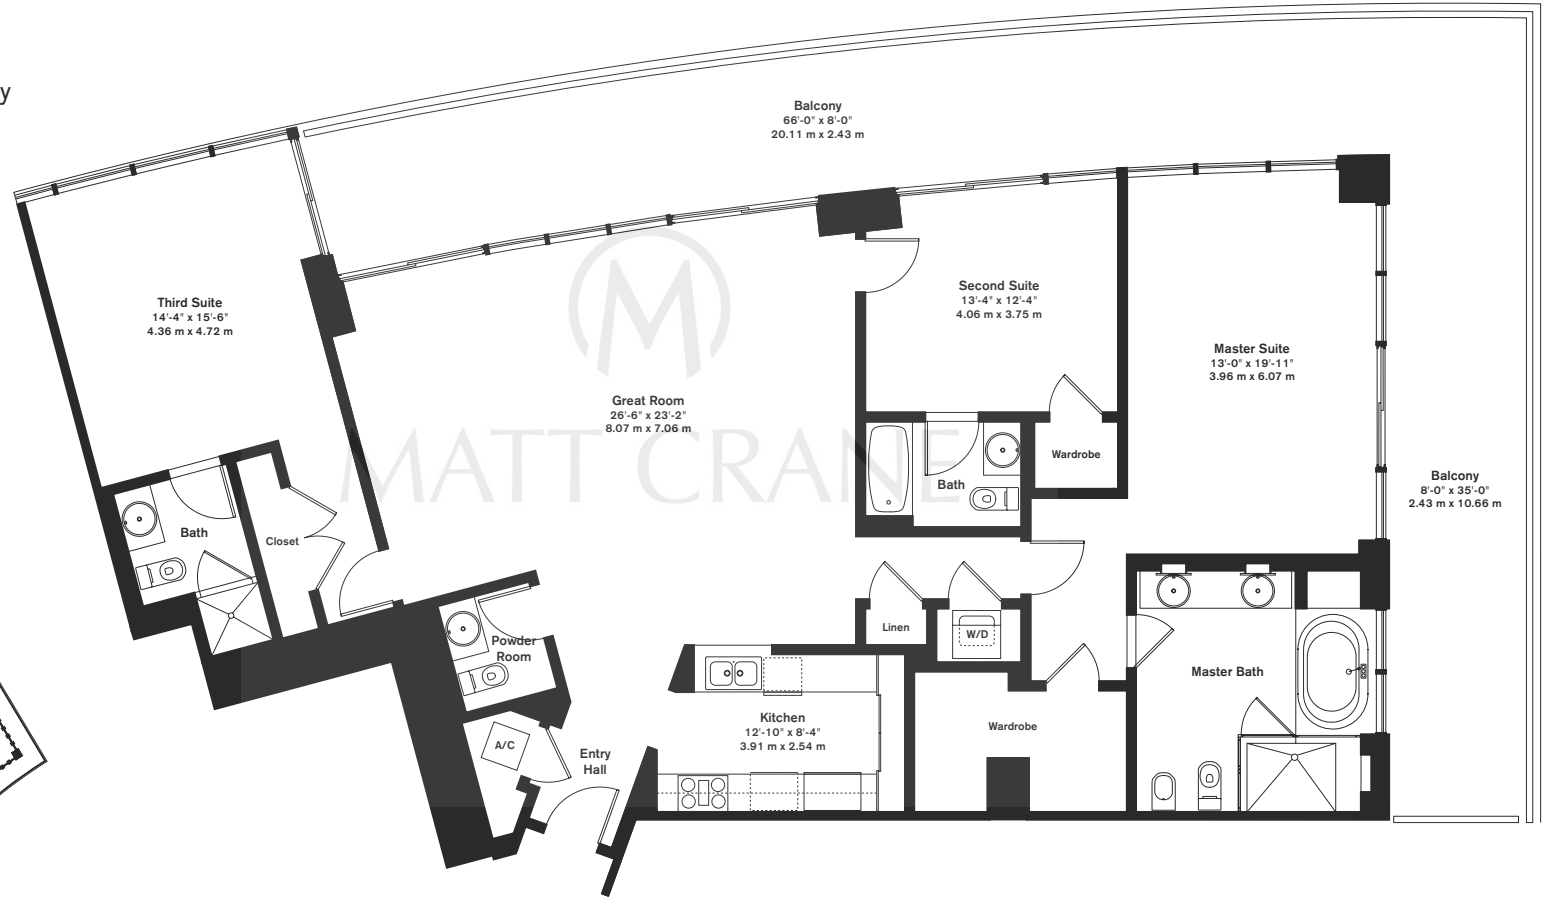 y
Balcony
66'-0" x 8'-0"
20.11 m x 2.43 m
Third Suite
14'-4" x 15'-6"
4.36 m x 4.72 m
Second Suite
13'-4" x 12'-4"
4.06 m x 3.75 m
Master Suite
13'-0" x 19'-11"
3.96 m x 6.07 m
Great Room
26'-6" x 23'-2"
8.07 m x 7.06 m
M
MATT CRANE
Wardrobe
Bath
Balcony
8'-0" x 35'-0"
2.43 m x 10.66 m
Bath
Closet
Powder
Room
Linen
W/D
Master Bath
Kitchen
12'-10" x 8'-4"
3.91 m x 2.54 m
Wardrobe
A/C
Entry
Hall